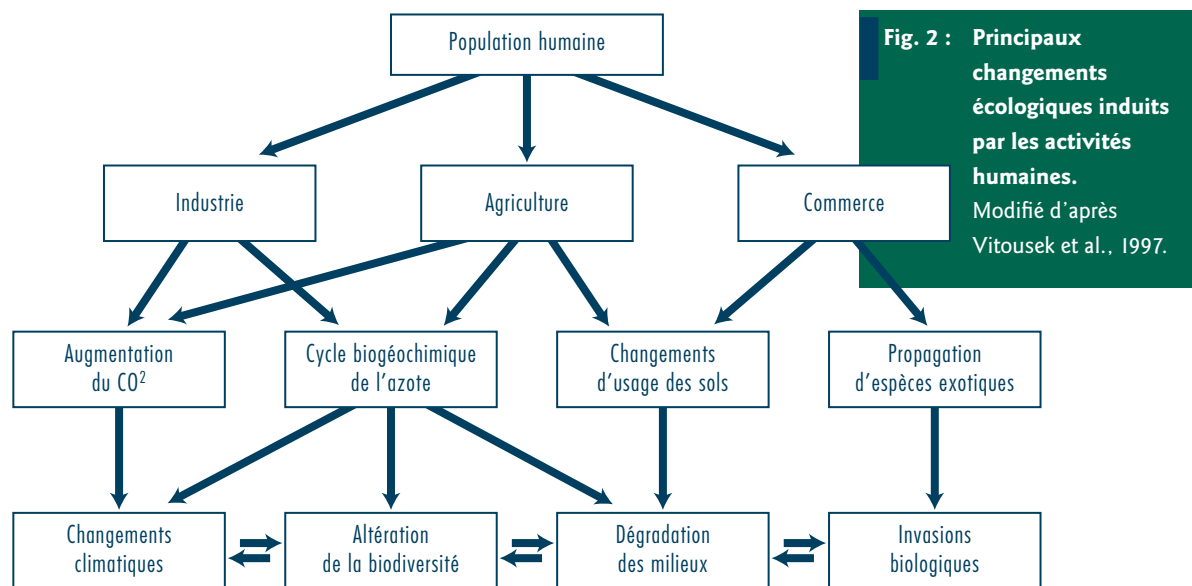 Population humaine
Fig. 2 : Principaux
changements
écologiques induits
par les activités
humaines.
Modifié d'après
Vitousek et al., 1997.
Industrie
Agriculture
Commerce
Augmentation
du CO²
Cycle biogéochimique
de l'azote
Changements
d'usage des sols
Propagation
d'espèces exotiques
Changements
climatiques
Altération
de la biodiversité
Dégradation
des milieux
Invasions
biologiques